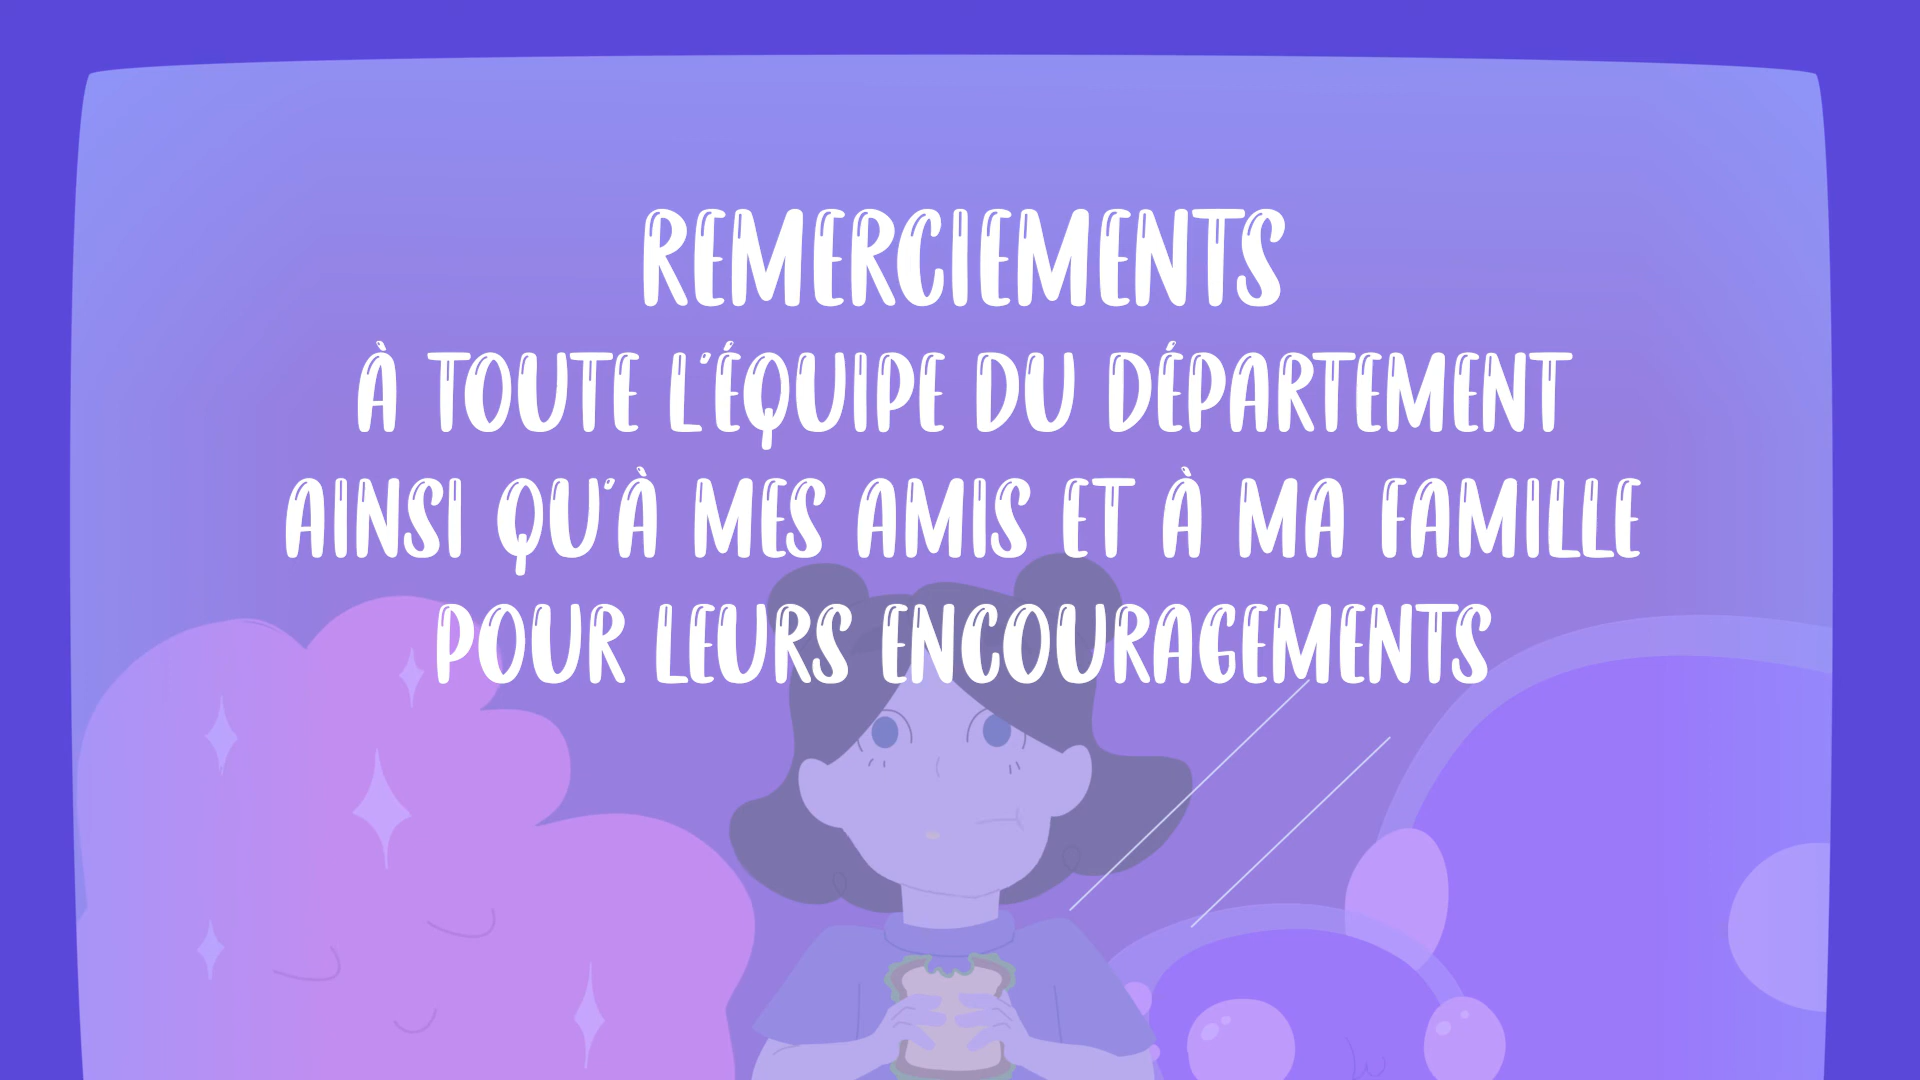 REMERCIEMENTS
À TOUTE L'ÉQUIPE DU DÉPARTEMENT
AINSI QU'À MES AMIS ET À MA FAMILLE
POUR LEURS ENCOURAGEMENTS